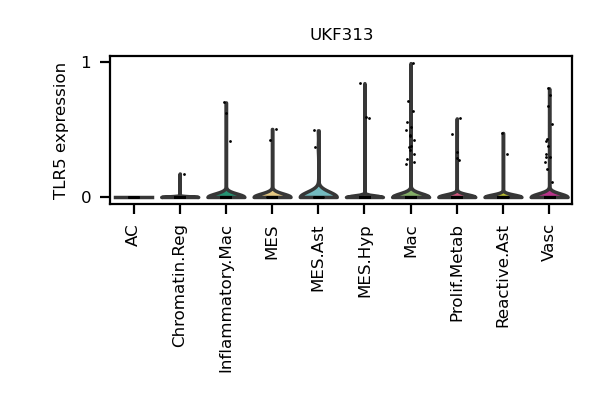 UKF313
TLR5 expression
1
0
AC
Chromatin.Reg
Inflammatory.Mac
MES
MES.Ast
MES.Hyp
Mac
Prolif.Metab
Reactive.Ast
Vasc